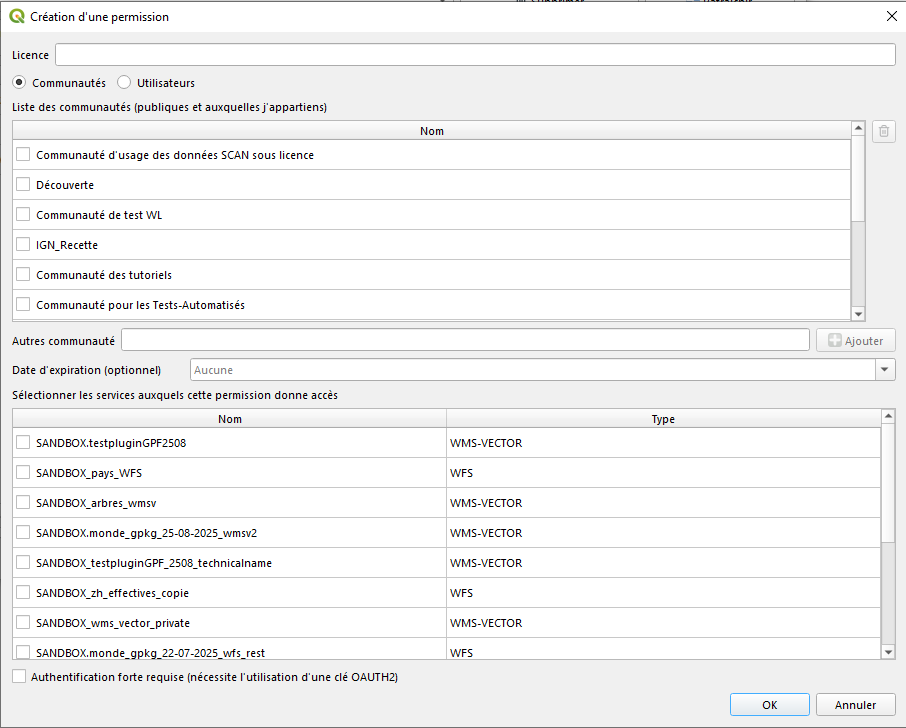 Création d'une permission
Licence
Communautés Utilisateurs
Liste des communautés (publiques et auxquelles j'appartiens)
Nom
Communauté d'usage des données SCAN sous licence
Découverte
Communauté de test WL
IGN_Recette
Communauté des tutoriels
Communauté pour les Tests-Automatisés
Autres communauté Ajouter
Date d'expiration (optionnel) Aucune
Sélectionner les services auxquels cette permission donne accès
Nom Type
SANDBOX.testpluginGPF2508 WMS-VECTOR
SANDBOX_pays_WFS WFS
SANDBOX_arbres_wmsv WMS-VECTOR
SANDBOX.monde_gpkg_25-08-2025_wmsv2 WMS-VECTOR
SANDBOX_testpluginGPF_2508_technicalname WMS-VECTOR
SANDBOX_zh_effectives_copie WFS
SANDBOX_wms_vector_private WMS-VECTOR
SANDBOX.monde_gpkg_22-07-2025_wfs_rest WFS
Authentification forte requise (nécessite l'utilisation d'une clé OAUTH2)
OK Annuler